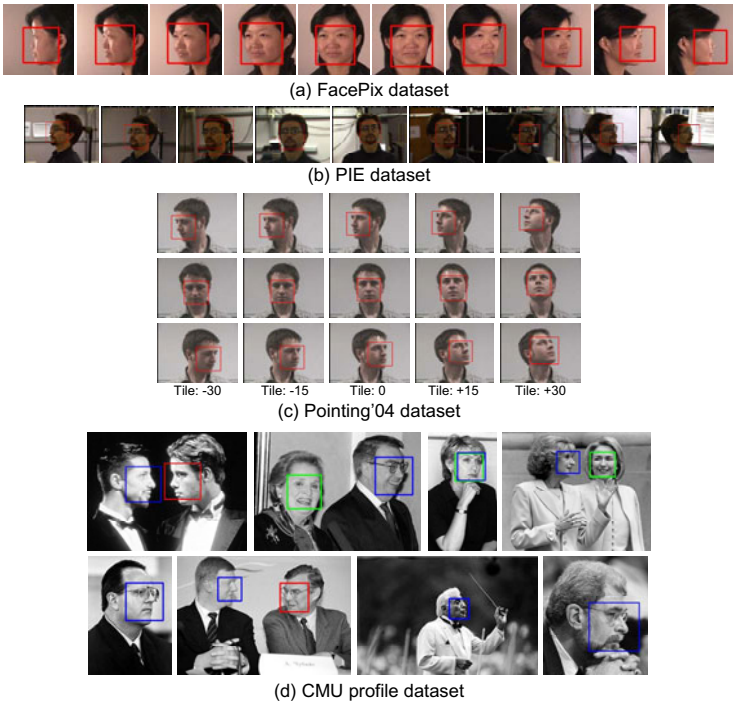 (a) FacePix dataset
(b) PIE dataset
Tile: -30 Tile: -15 Tile: 0 Tile: +15 Tile: +30
(c) Pointing'04 dataset
(d) CMU profile dataset